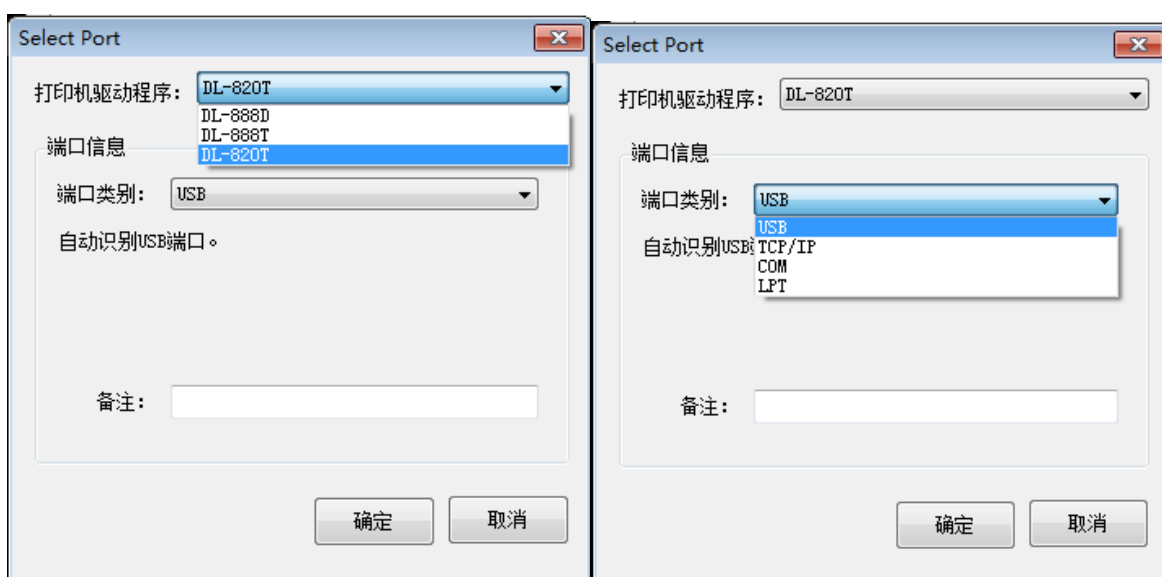 Select Port
打印机驱动程序: DL-820T
DL-888D
DL-888T
DL-820T
端口信息
端口类别: USB
自动识别USB端口。
备注:
确定 取消
Select Port
打印机驱动程序: DL-820T
端口信息
端口类别: USB
USB
自动识别USB
TCP/IP
COM
LPT
备注:
确定 取消